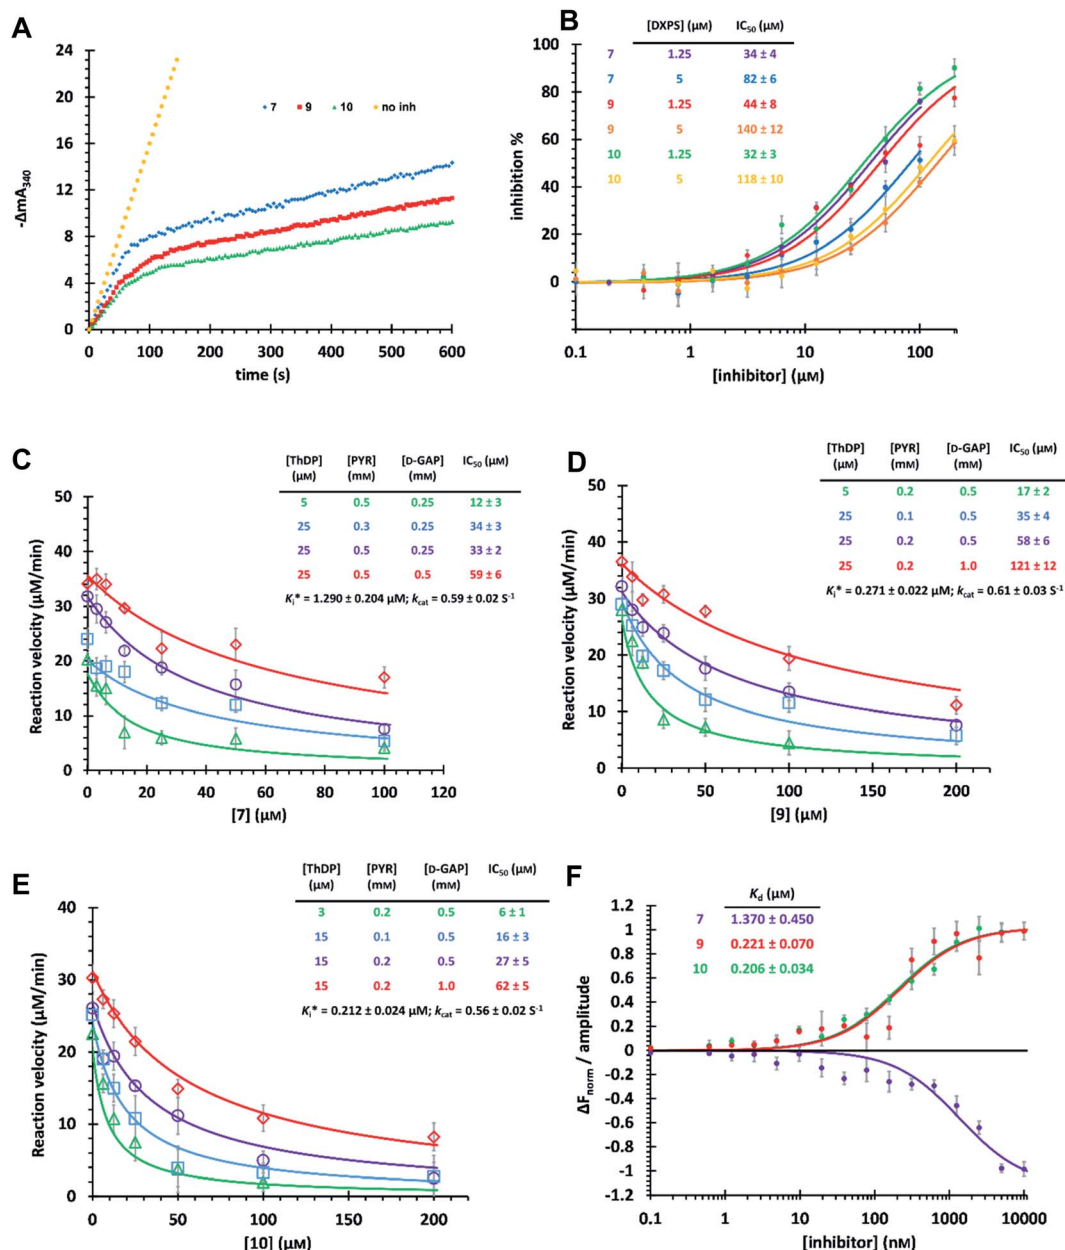 A
24
20
16
12
8
4
0
-ΔmA340
7 9 10 no inh
0 100 200 300 400 500 600
time (s)
B
[DXPS] (μM) IC50 (μM)
7 1.25 34 ± 4
7 5 82 ± 6
9 1.25 44 ± 8
9 5 140 ± 12
10 1.25 32 ± 3
10 5 118 ± 10
100
80
60
40
20
0
inhibition %
0.1 1 10 100
[inhibitor] (μM)
C
[ThDP] [PYR] [D-GAP] IC50 (μM)
(μM) (mM) (mM)
5 0.5 0.25 12 ± 3
25 0.3 0.25 34 ± 3
25 0.5 0.25 33 ± 2
25 0.5 0.5 59 ± 6
Ki* = 1.290 ± 0.204 μM; kcat = 0.59 ± 0.02 S-1
50
40
30
20
10
0
Reaction velocity (μM/min)
0 20 40 60 80 100 120
[7] (μM)
D
[ThDP] [PYR] [D-GAP] IC50 (μM)
(μM) (mM) (mM)
5 0.2 0.5 17 ± 2
25 0.1 0.5 35 ± 4
25 0.2 0.5 58 ± 6
25 0.2 1.0 121 ± 12
Ki* = 0.271 ± 0.022 μM; kcat = 0.61 ± 0.03 S-1
50
40
30
20
10
0
Reaction velocity (μM/min)
0 50 100 150 200
[9] (μM)
E
[ThDP] [PYR] [D-GAP] IC50 (μM)
(μM) (mM) (mM)
3 0.2 0.5 6 ± 1
15 0.1 0.5 16 ± 3
15 0.2 0.5 27 ± 5
15 0.2 1.0 62 ± 5
Ki* = 0.212 ± 0.024 μM; kcat = 0.56 ± 0.02 S-1
40
30
20
10
0
Reaction velocity (μM/min)
0 50 100 150 200
[10] (μM)
F
Kd (μM)
7 1.370 ± 0.450
9 0.221 ± 0.070
10 0.206 ± 0.034
1.2
1
0.8
0.6
0.4
0.2
0
-0.2
-0.4
-0.6
-0.8
-1
-1.2
ΔFnorm / amplitude
0.1 1 10 100 1000 10000
[inhibitor] (nM)